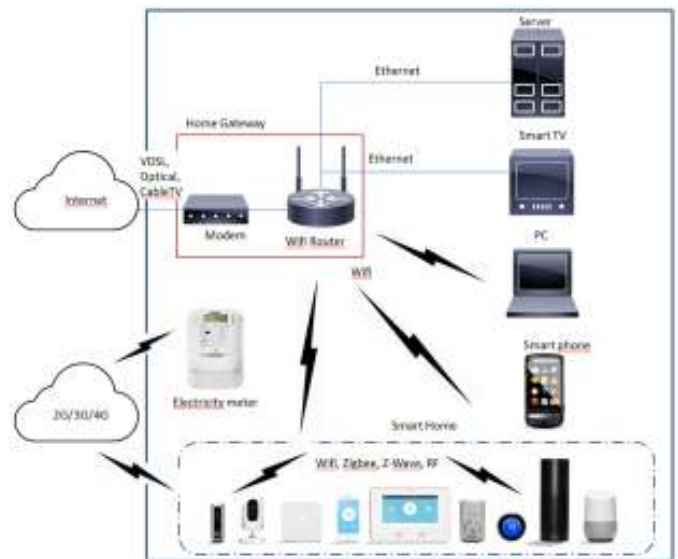 Server
Ethernet
Home Gateway
Smart TV
VDSL,
Optical,
CableTV
Ethernet
Internet
Modem
Wifi Router
PC
Wifi
Smart phone
Electricity meter
2G/3G/4G
Smart Home
Wifi, Zigbee, Z-Wave, RF